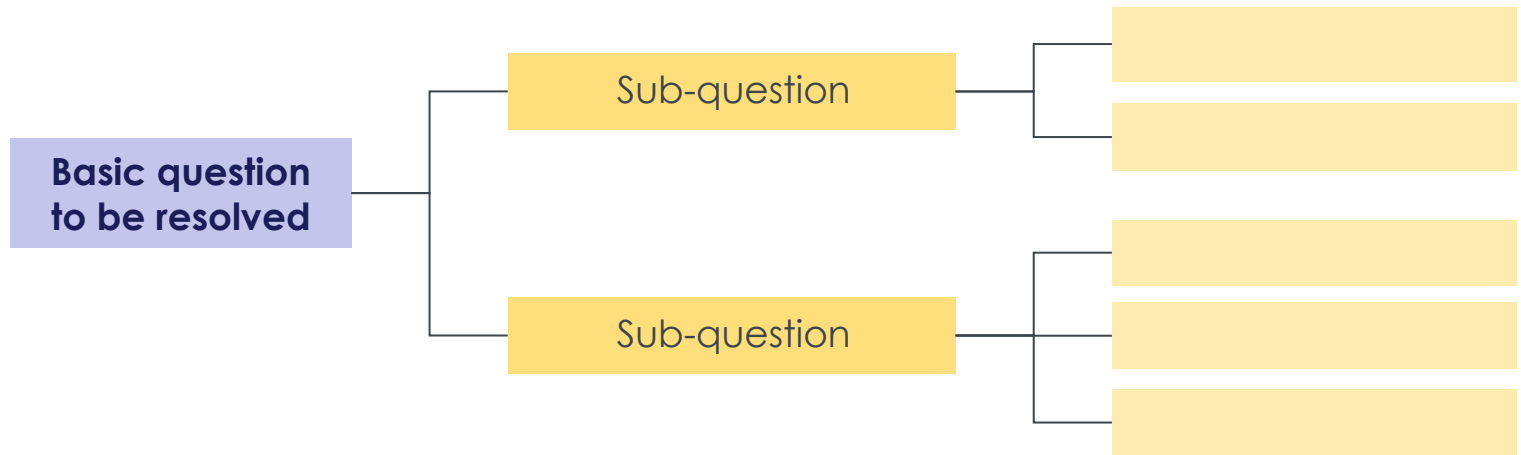 Sub-question
Basic question
to be resolved
Sub-question